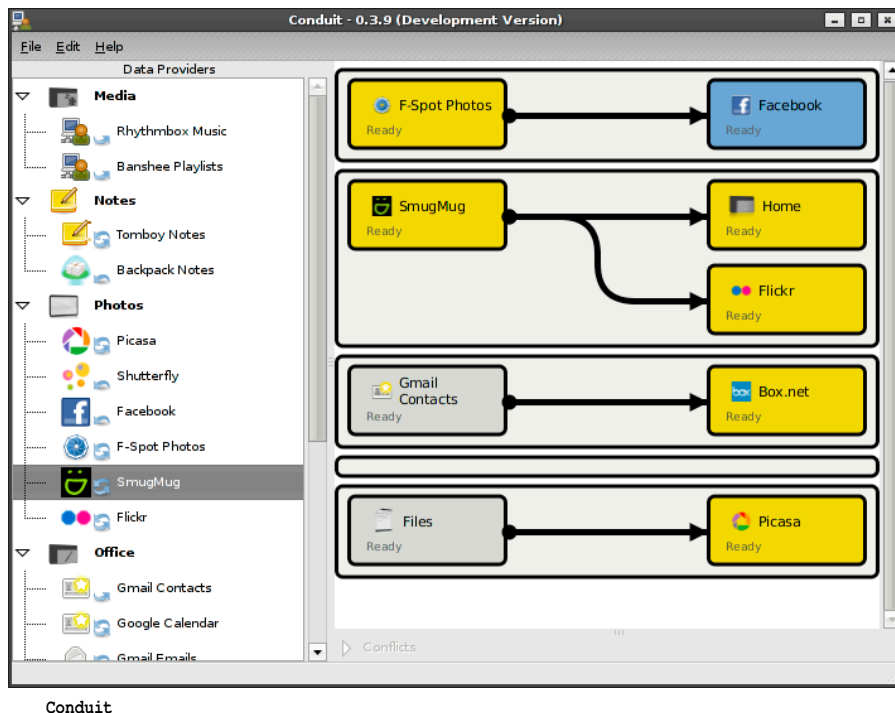 Conduit - 0.3.9 (Development Version)
File Edit Help
Data Providers
Media
Rhythmbox Music
Banshee Playlists
Notes
Tomboy Notes
Backpack Notes
Photos
Picasa
Shutterfly
Facebook
F-Spot Photos
SmugMug
Flickr
Office
Gmail Contacts
Google Calendar
Gmail Emails
F-Spot Photos
Ready
Facebook
Ready
SmugMug
Ready
Home
Ready
Flickr
Ready
Gmail
Contacts
Ready
Box.net
Ready
Files
Ready
Picasa
Ready
Conflicts
Conduit